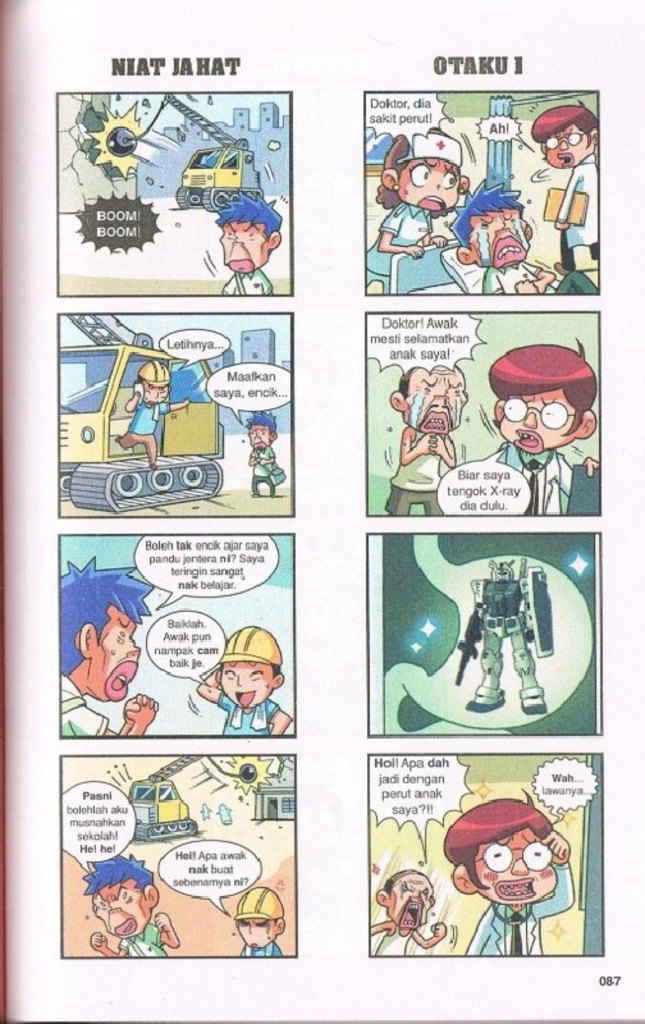 NIAT JAHAT
BOOM!
BOOM!
Letihnya...
Maafkan
saya, encik...
Boleh tak encik ajar saya
pandu jentera ni? Saya
teringin sangat
nak belajar.
Baiklah.
Awak pun
nampak cam
baik je.
Pasni
bolehlah aku
musnahkan
sekolah!
He! he!
Hei! Apa awak
nak buat
sebenarnya ni?
OTAKU I
Doktor, dia
sakit perut!
Ah!
Doktor! Awak
mesti selamatkan
anak saya!
Biar saya
tengok X-ray
dia dulu.
Hoi! Apa dah
jadi dengan
perut anak
saya?!!
Wah...
lawanya...
087